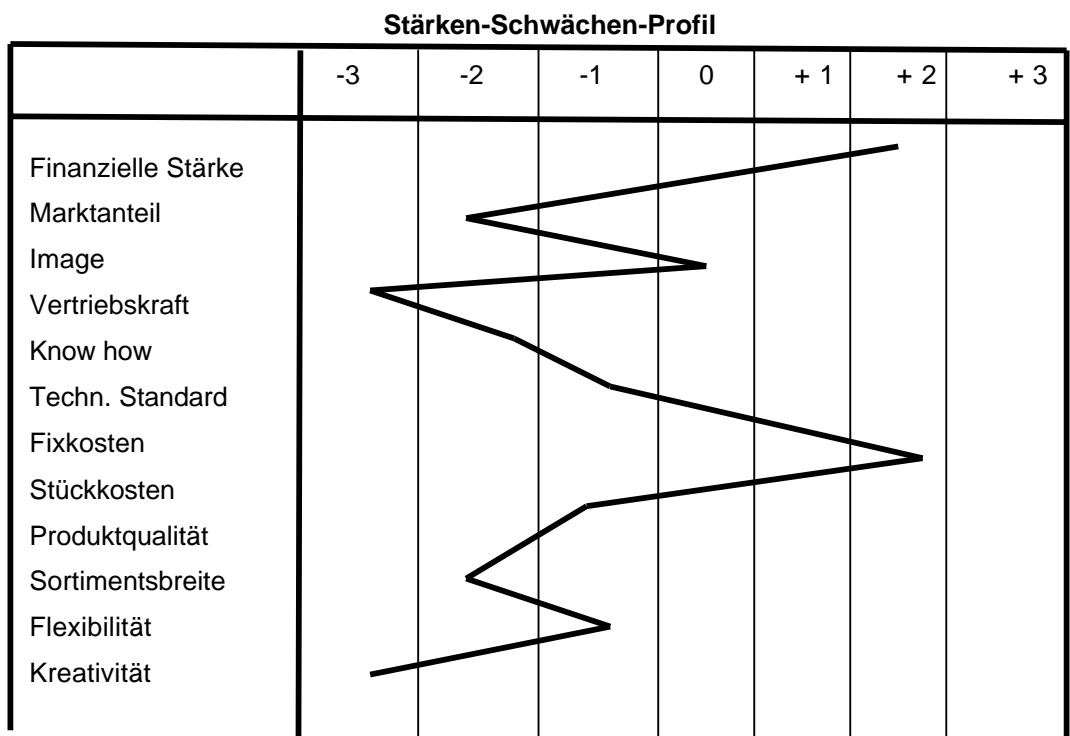 Stärken-Schwächen-Profil
-3 -2 -1 0 + 1 + 2 + 3
Finanzielle Stärke
Marktanteil
Image
Vertriebskraft
Know how
Techn. Standard
Fixkosten
Stückkosten
Produktqualität
Sortimentsbreite
Flexibilität
Kreativität